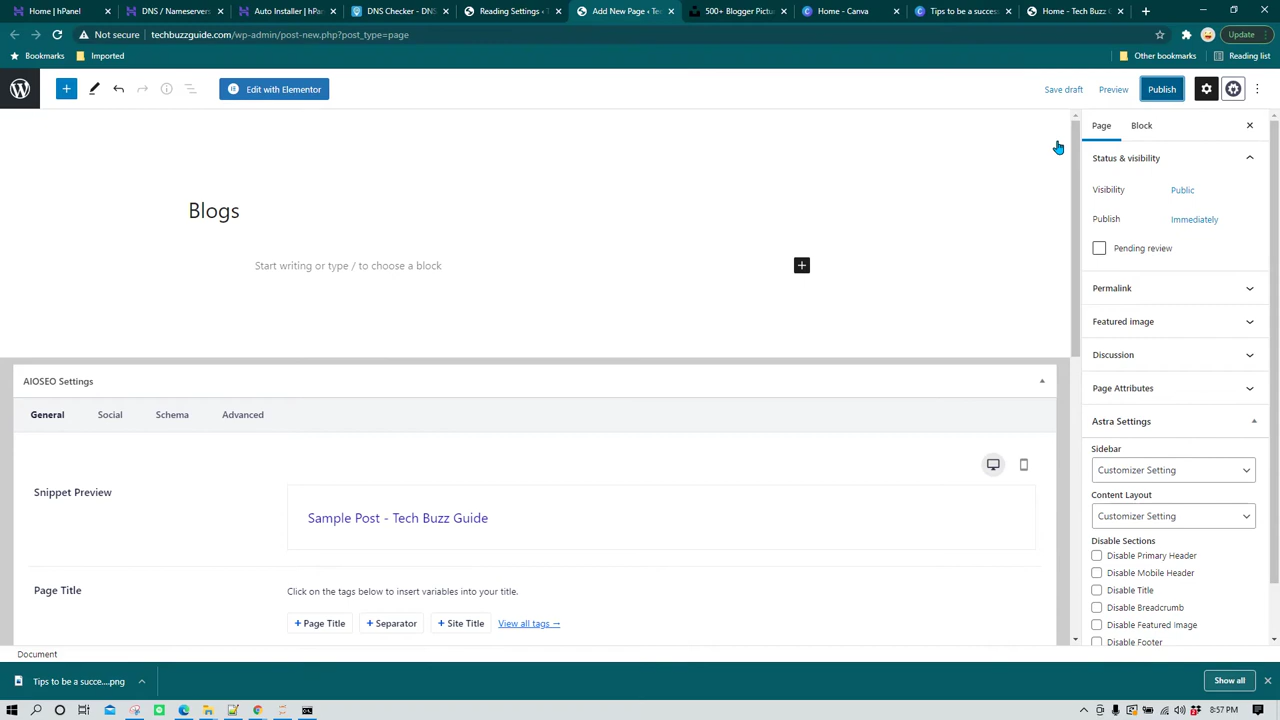 Home | hPanel
DNS / Nameservers
Auto Installer | hPan
DNS Checker - DNS
Reading Settings < T
Add New Page < Tec
500+ Blogger Pictur
Home - Canva
Tips to be a succes
Home - Tech Buzz G
Not secure | techbuzzguide.com/wp-admin/post-new.php?post_type=page
Update
Bookmarks
Imported
Other bookmarks
Reading list
Edit with Elementor
Save draft
Preview
Publish
Page
Block
Status & visibility
Visibility
Public
Publish
Immediately
Pending review
Permalink
Featured image
Discussion
Page Attributes
Astra Settings
Sidebar
Customizer Setting
Content Layout
Customizer Setting
Disable Sections
Disable Primary Header
Disable Mobile Header
Disable Title
Disable Breadcrumb
Disable Featured Image
Disable Footer
Blogs
Start writing or type / to choose a block
AIOSEO Settings
General
Social
Schema
Advanced
Snippet Preview
Sample Post - Tech Buzz Guide
Page Title
Click on the tags below to insert variables into your title.
+ Page Title
+ Separator
+ Site Title
View all tags →
Document
Tips to be a succe....png
Show all
8:57 PM